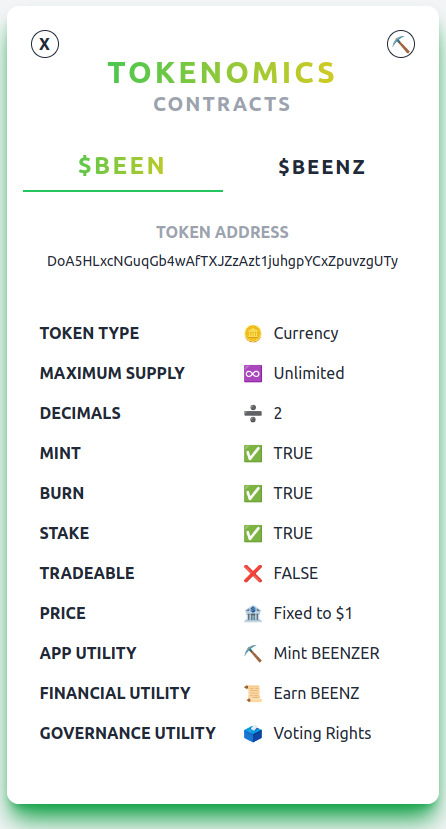 X
TOKENOMICS
CONTRACTS
$BEEN $BEENZ
TOKEN ADDRESS
DoA5HLxcNGuqGb4wAfTXJZzAzt1juhgpYCxZpuvzgUTy
TOKEN TYPE 🪙 Currency
MAXIMUM SUPPLY ♾️ Unlimited
DECIMALS ➗ 2
MINT ✅ TRUE
BURN ✅ TRUE
STAKE ✅ TRUE
TRADEABLE ❌ FALSE
PRICE 🏦 Fixed to $1
APP UTILITY ⛏️ Mint BEENZER
FINANCIAL UTILITY 📜 Earn BEENZ
GOVERNANCE UTILITY 🗳️ Voting Rights